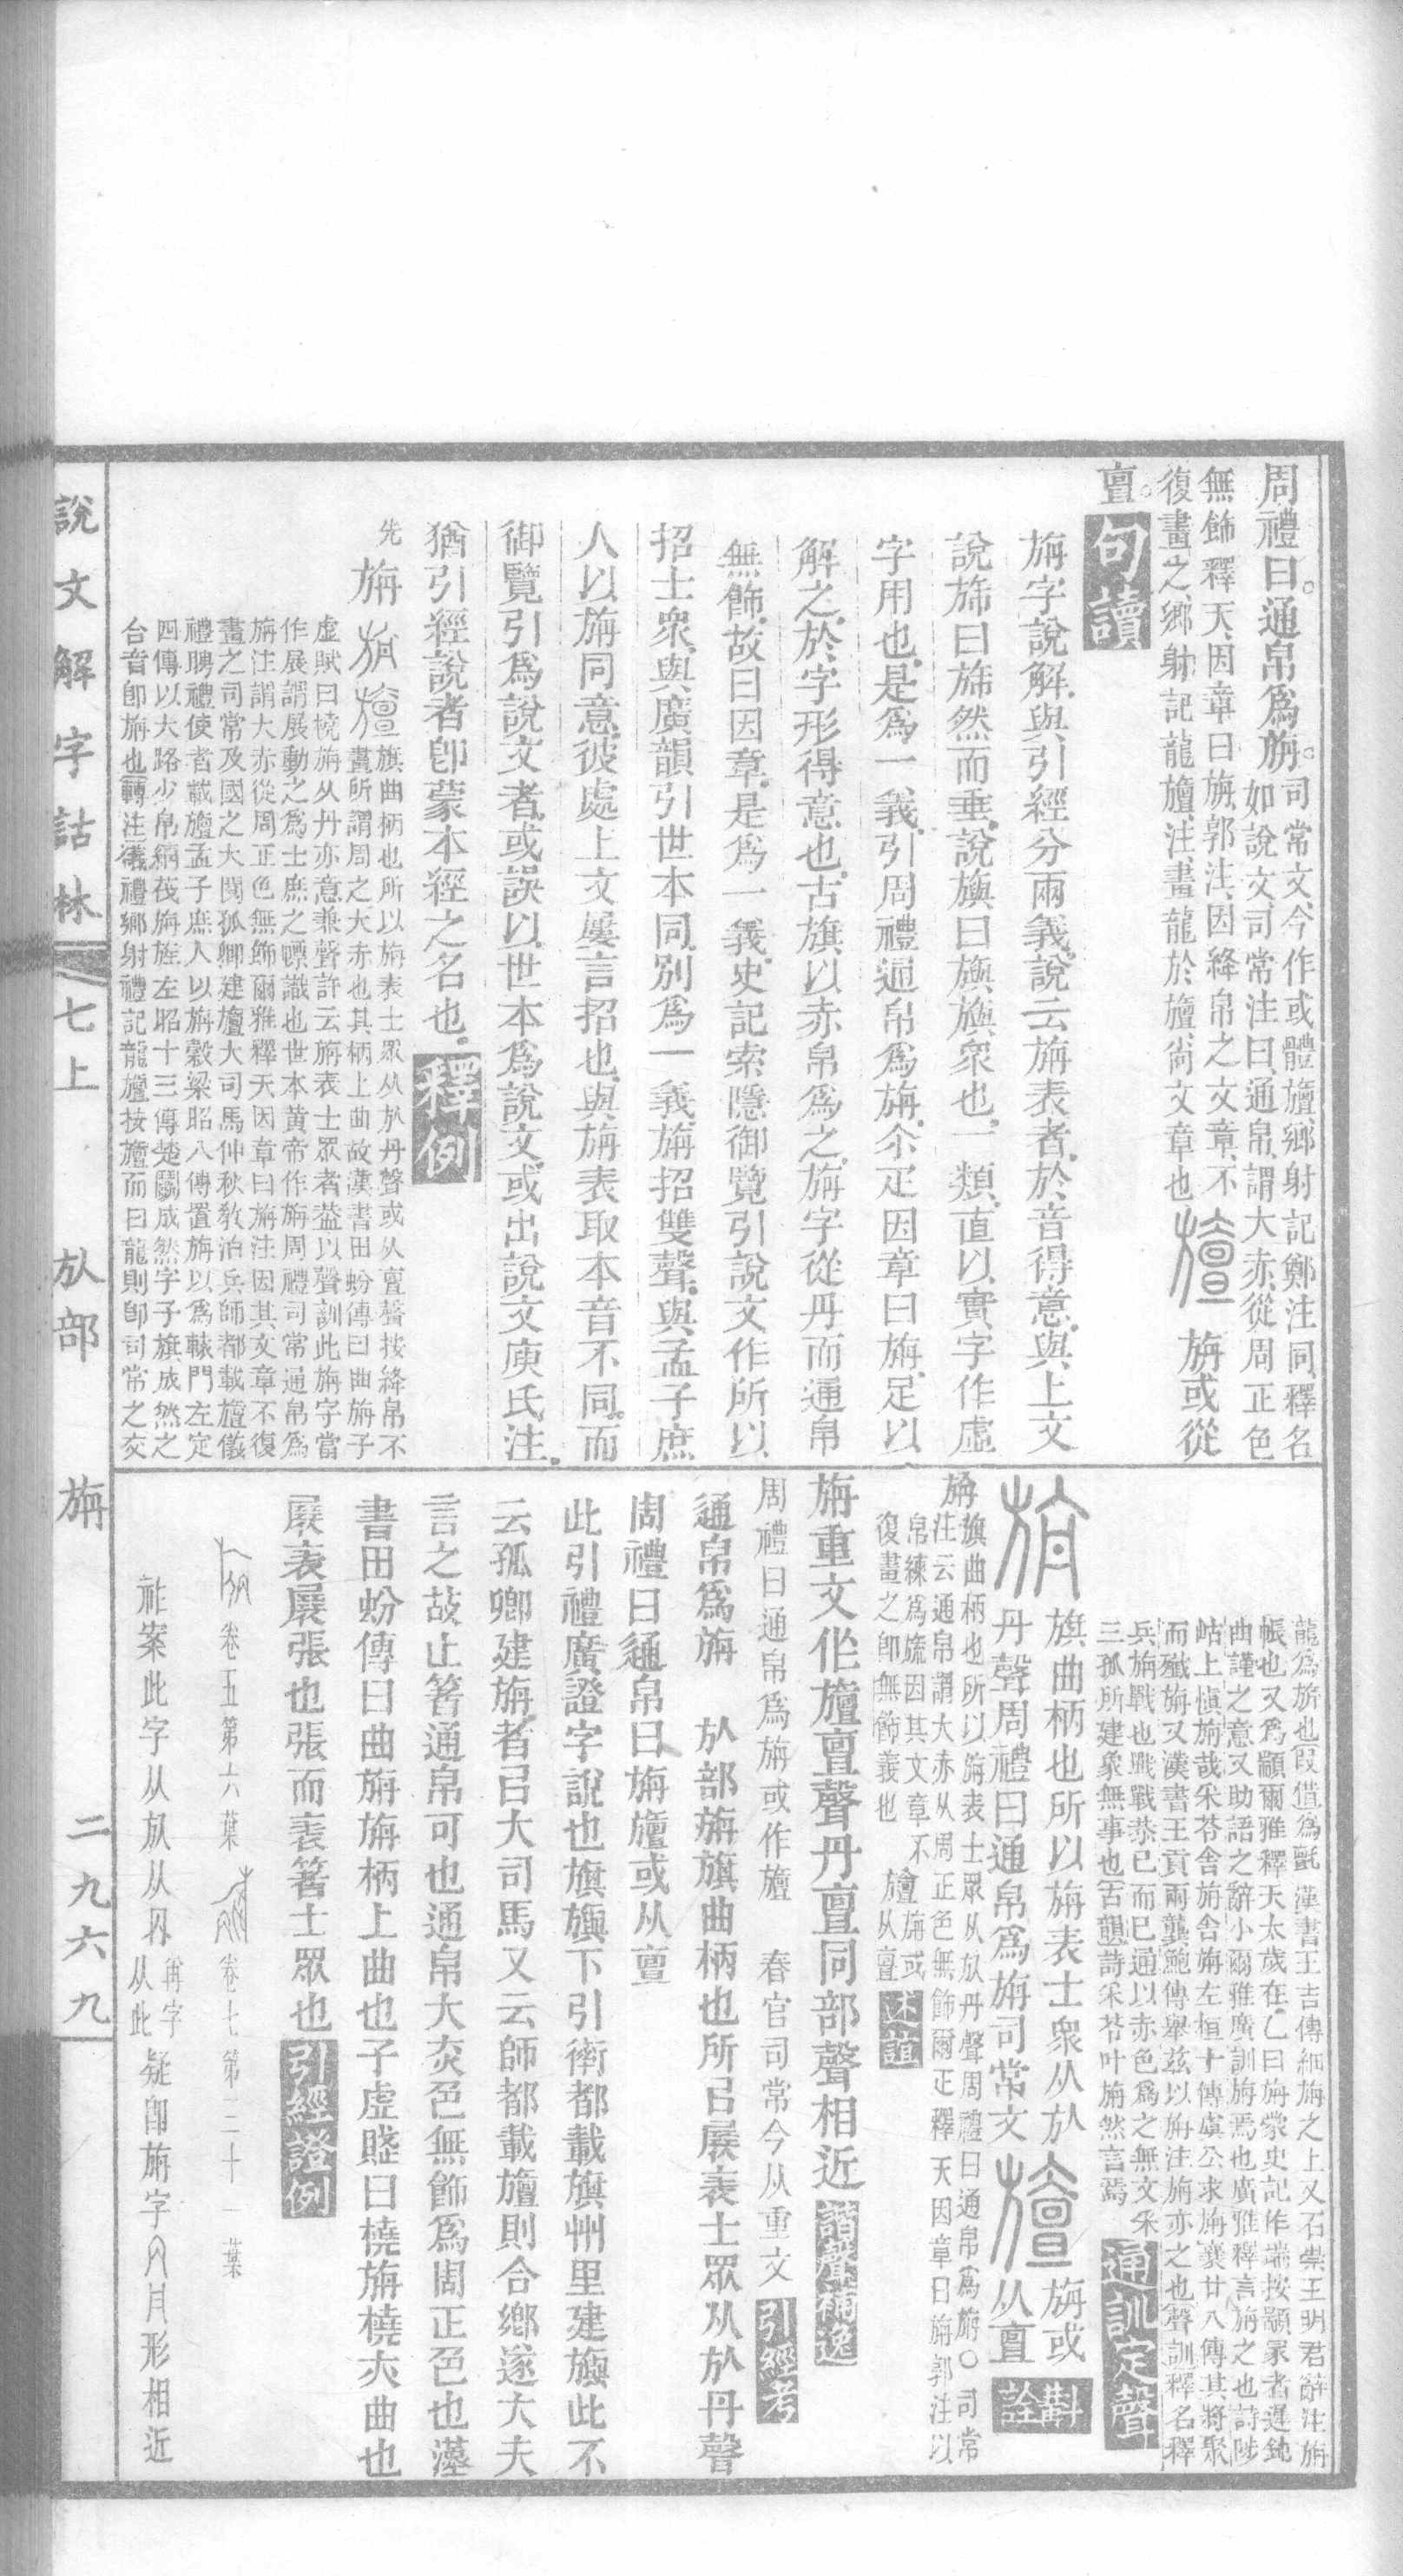 周禮曰。通帛爲旃。司常文、今作或體旜、鄉射記鄭注同、釋名
如說文、司常注曰通帛、謂大赤、從周正色
無飾、釋天、因章曰旃、郭注、因絳帛之文章、不
復畫之、鄉射記龍旜、注、畫龍於旜、尙文章也 旜 旃或從
亶。句讀
旃字說解、與引經分兩義、說云旃表者、於音得意、與上文
說旆曰旆然而垂、說旟曰旟旟衆也、一類、直以實字作虛
字用也、是爲一義、引周禮通帛爲旃、尒疋因章曰旃、足以
解之、於字形得意也、古旗以赤帛爲之、旃字從丹而通帛
無飾、故曰因章、是爲一義、史記索隱御覽引說文作所以
招士衆、與廣韻引世本同、別爲一義、旃招雙聲、與孟子庶
人以旃同意、彼處上文屢言招也、與旃表取本音不同、而
御覽引爲說文者、或誤以世本爲說文、或出說文庾氏注、
猶引經說者卽蒙本經之名也。釋例
先 旃 旃 旜 旗曲柄也所以旃表士眾从㫃丹聲或从亶聲按絳帛不
畫所謂周之大赤也其柄上曲故漢書田蚡傳曰曲旃子
虛賦曰橈旃从丹亦意兼聲許云旃表士眾者葢以聲訓此旃字當
作展謂展動之爲士庶之幖識也世本黄帝作旃周禮司常通帛爲
旃注謂大赤從周正色無飾爾雅釋天因章曰旃注因其文章不復
畫之司常及國之大閱孤卿建旜大司馬仲秋敎治兵師都載旜儀
禮聘禮使者載旜孟子庶人以旃穀梁昭八傳置旃以爲轅門左定
四傳以大路少帛綪茷旃旌左昭十三傳楚鬭成然字子旗成然之
合音卽旃也轉注儀禮鄉射禮記龍旜按旜而曰龍則卽司常之交
龍爲旂也叚借爲氈漢書王吉傳細旃之上又石崇王明君辭注旃
帳也又爲顓爾雅釋天太歲在乙曰旃蒙史記作端按顓家者遲鈍
曲謹之意又助語之辭小爾雅廣訓旃焉也廣雅釋言旃之也詩陟
岵上愼旃哉采苓舍旃舍旃左桓十傳虞公求旃襄廿八傳其將聚
而殲旃又漢書王貢兩龔鮑傳舉茲以旃注旃亦之也聲訓釋名釋
兵旃戰也戰戰恭己而已通以赤色爲之無文采
三孤所建象無事也古韻詩采苓叶旃然言焉 通訓定聲
旃 旗曲柄也所以旃表士衆从㫃
丹聲周禮曰通帛爲旃司常文 旜 旃或
从亶 斠詮
旃 旗曲柄也所以旃表士眾从㫃丹聲周禮曰通帛爲旃〇司常
注云通帛謂大赤从周正色無飾爾疋釋天因章曰旃郭注以
帛練爲旒因其文章不
復畫之卽無飾義也 旜 旃或
从亶 述誼
旃重文作旜亶聲丹亶同部聲相近 諧聲補逸
周禮曰通帛爲旃或作旜 春官司常今从重文 引經考
通帛爲旃 㫃部旃旗曲柄也所㠯展表士眾从㫃丹聲
周禮曰通帛曰旃旜或从亶
此引禮廣證字說也旗旟下引衛都載旗州里建旟此不
云孤卿建旃者㠯大司馬又云師都載旜則合鄉遂大夫
言之故止箸通帛可也通帛大赤色無飾爲周正色也漢
書田蚡傳曰曲旃旃柄上曲也子虛賦曰橈旃橈亦曲也
展表展張也張而表箸士眾也 引經證例
卷五第六葉 卷七第三十一葉
祉案此字从㫃从冄 冄字
从此 疑卽旃字 形相近
說文解字詁林 七上 㫃部 旃 二九六九